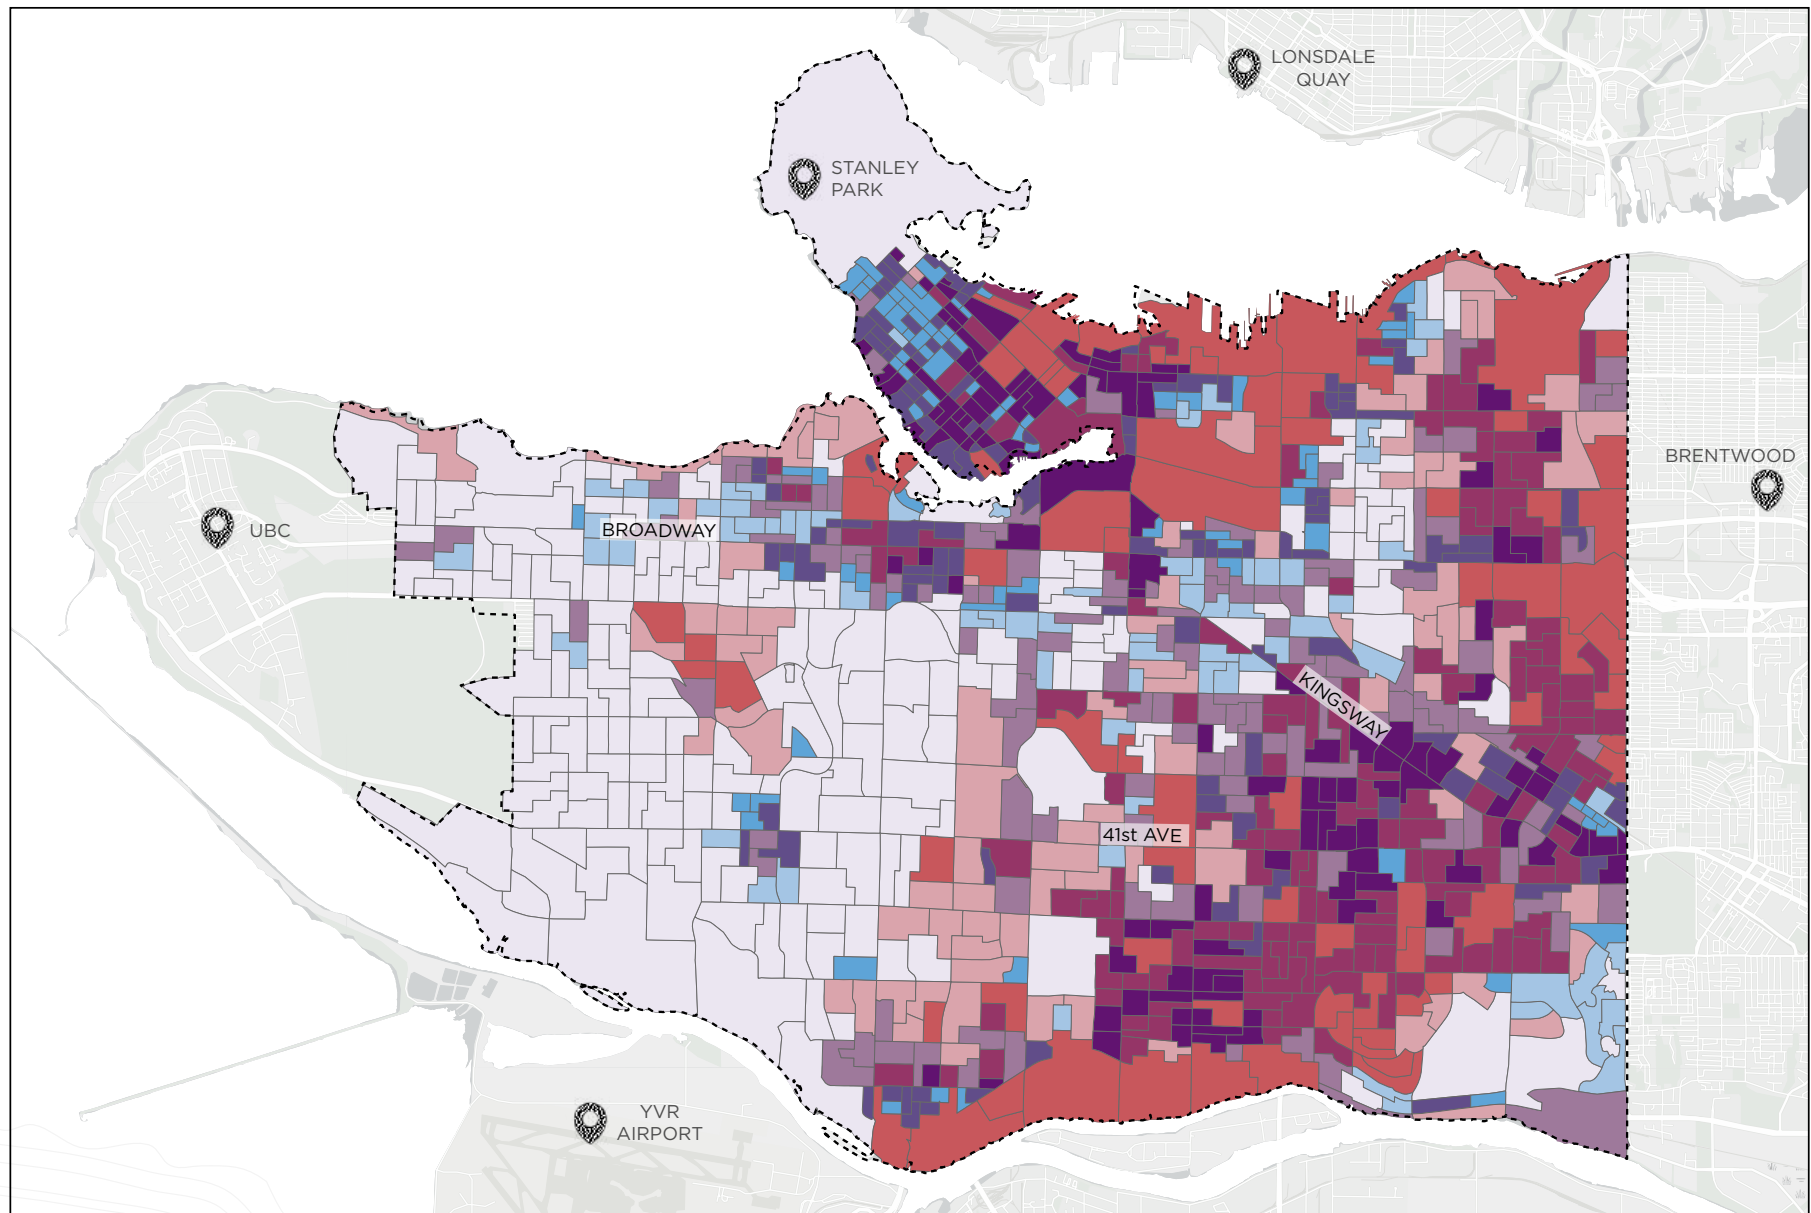 LONSDALE
QUAY
STANLEY
PARK
BRENTWOOD
UBC
BROADWAY
KINGSWAY
41st AVE
YVR
AIRPORT